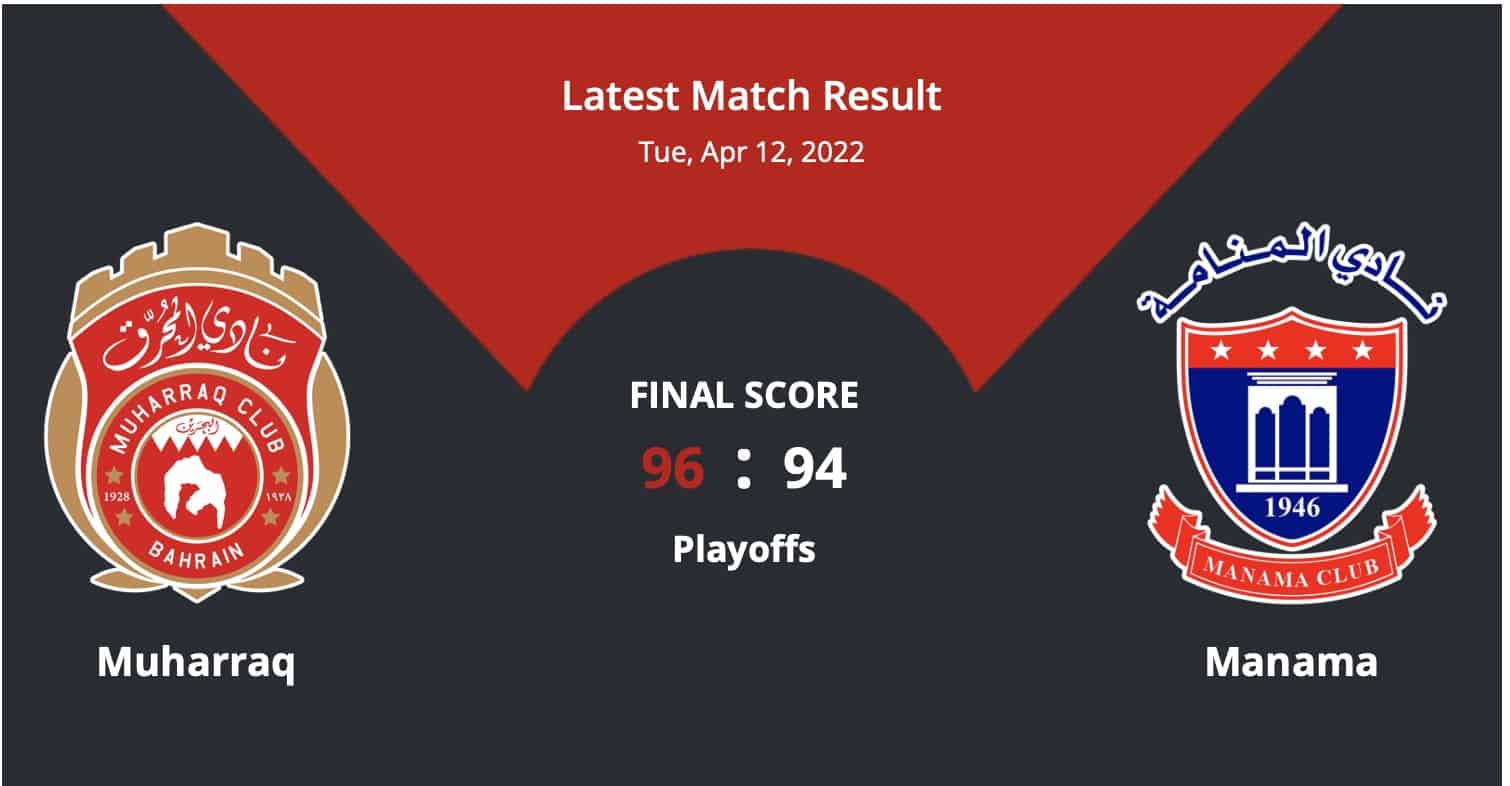 Latest Match Result
Tue, Apr 12, 2022
نادي المحرّق
MUHARRAQ CLUB
البحرين
1928
١٩٢٨
BAHRAIN
Muharraq
FINAL SCORE
96 : 94
Playoffs
نادي المنامة
1946
MANAMA CLUB
Manama